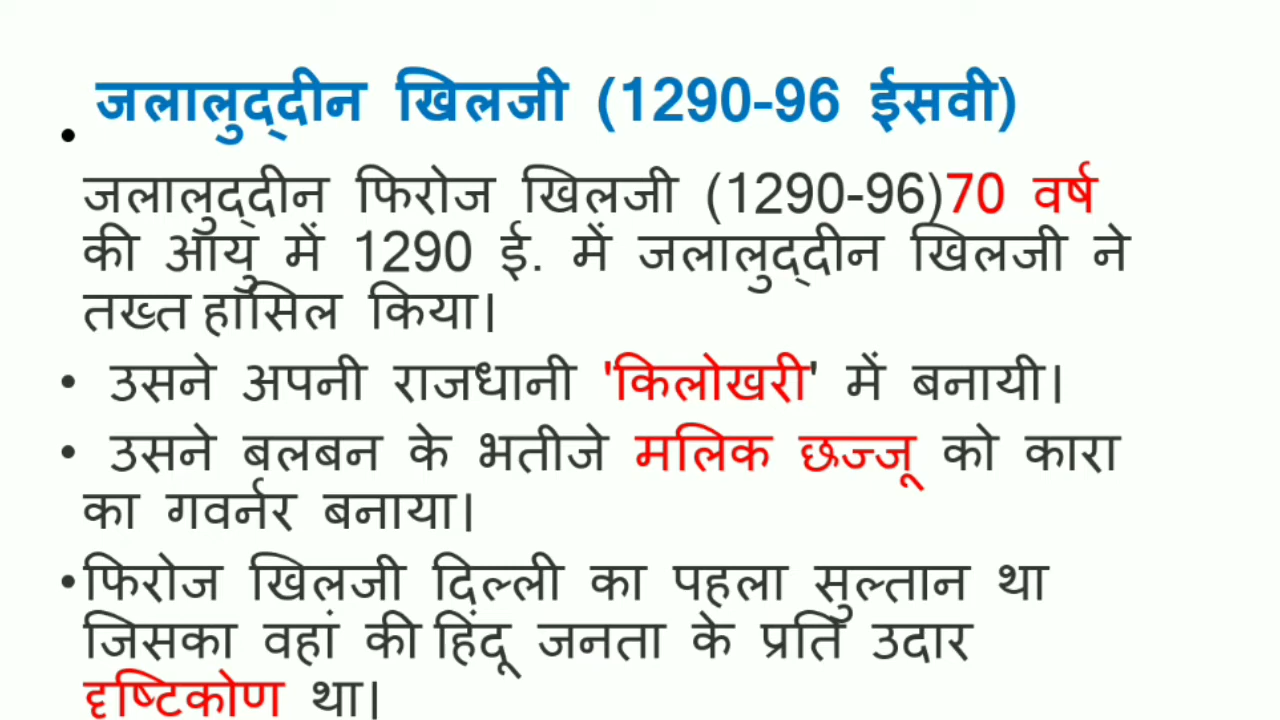 जलालुद्दीन खिलजी (1290-96 ईसवी)
•
जलालुद्दीन फिरोज खिलजी (1290-96)70 वर्ष
की आयु में 1290 ई. में जलालुद्दीन खिलजी ने
तख्त हासिल किया।
• उसने अपनी राजधानी 'किलोखरी' में बनायी।
• उसने बलबन के भतीजे मलिक छज्जू को कारा
का गवर्नर बनाया।
•फिरोज खिलजी दिल्ली का पहला सुल्तान था
जिसका वहां की हिंदू जनता के प्रति उदार
दृष्टिकोण था।